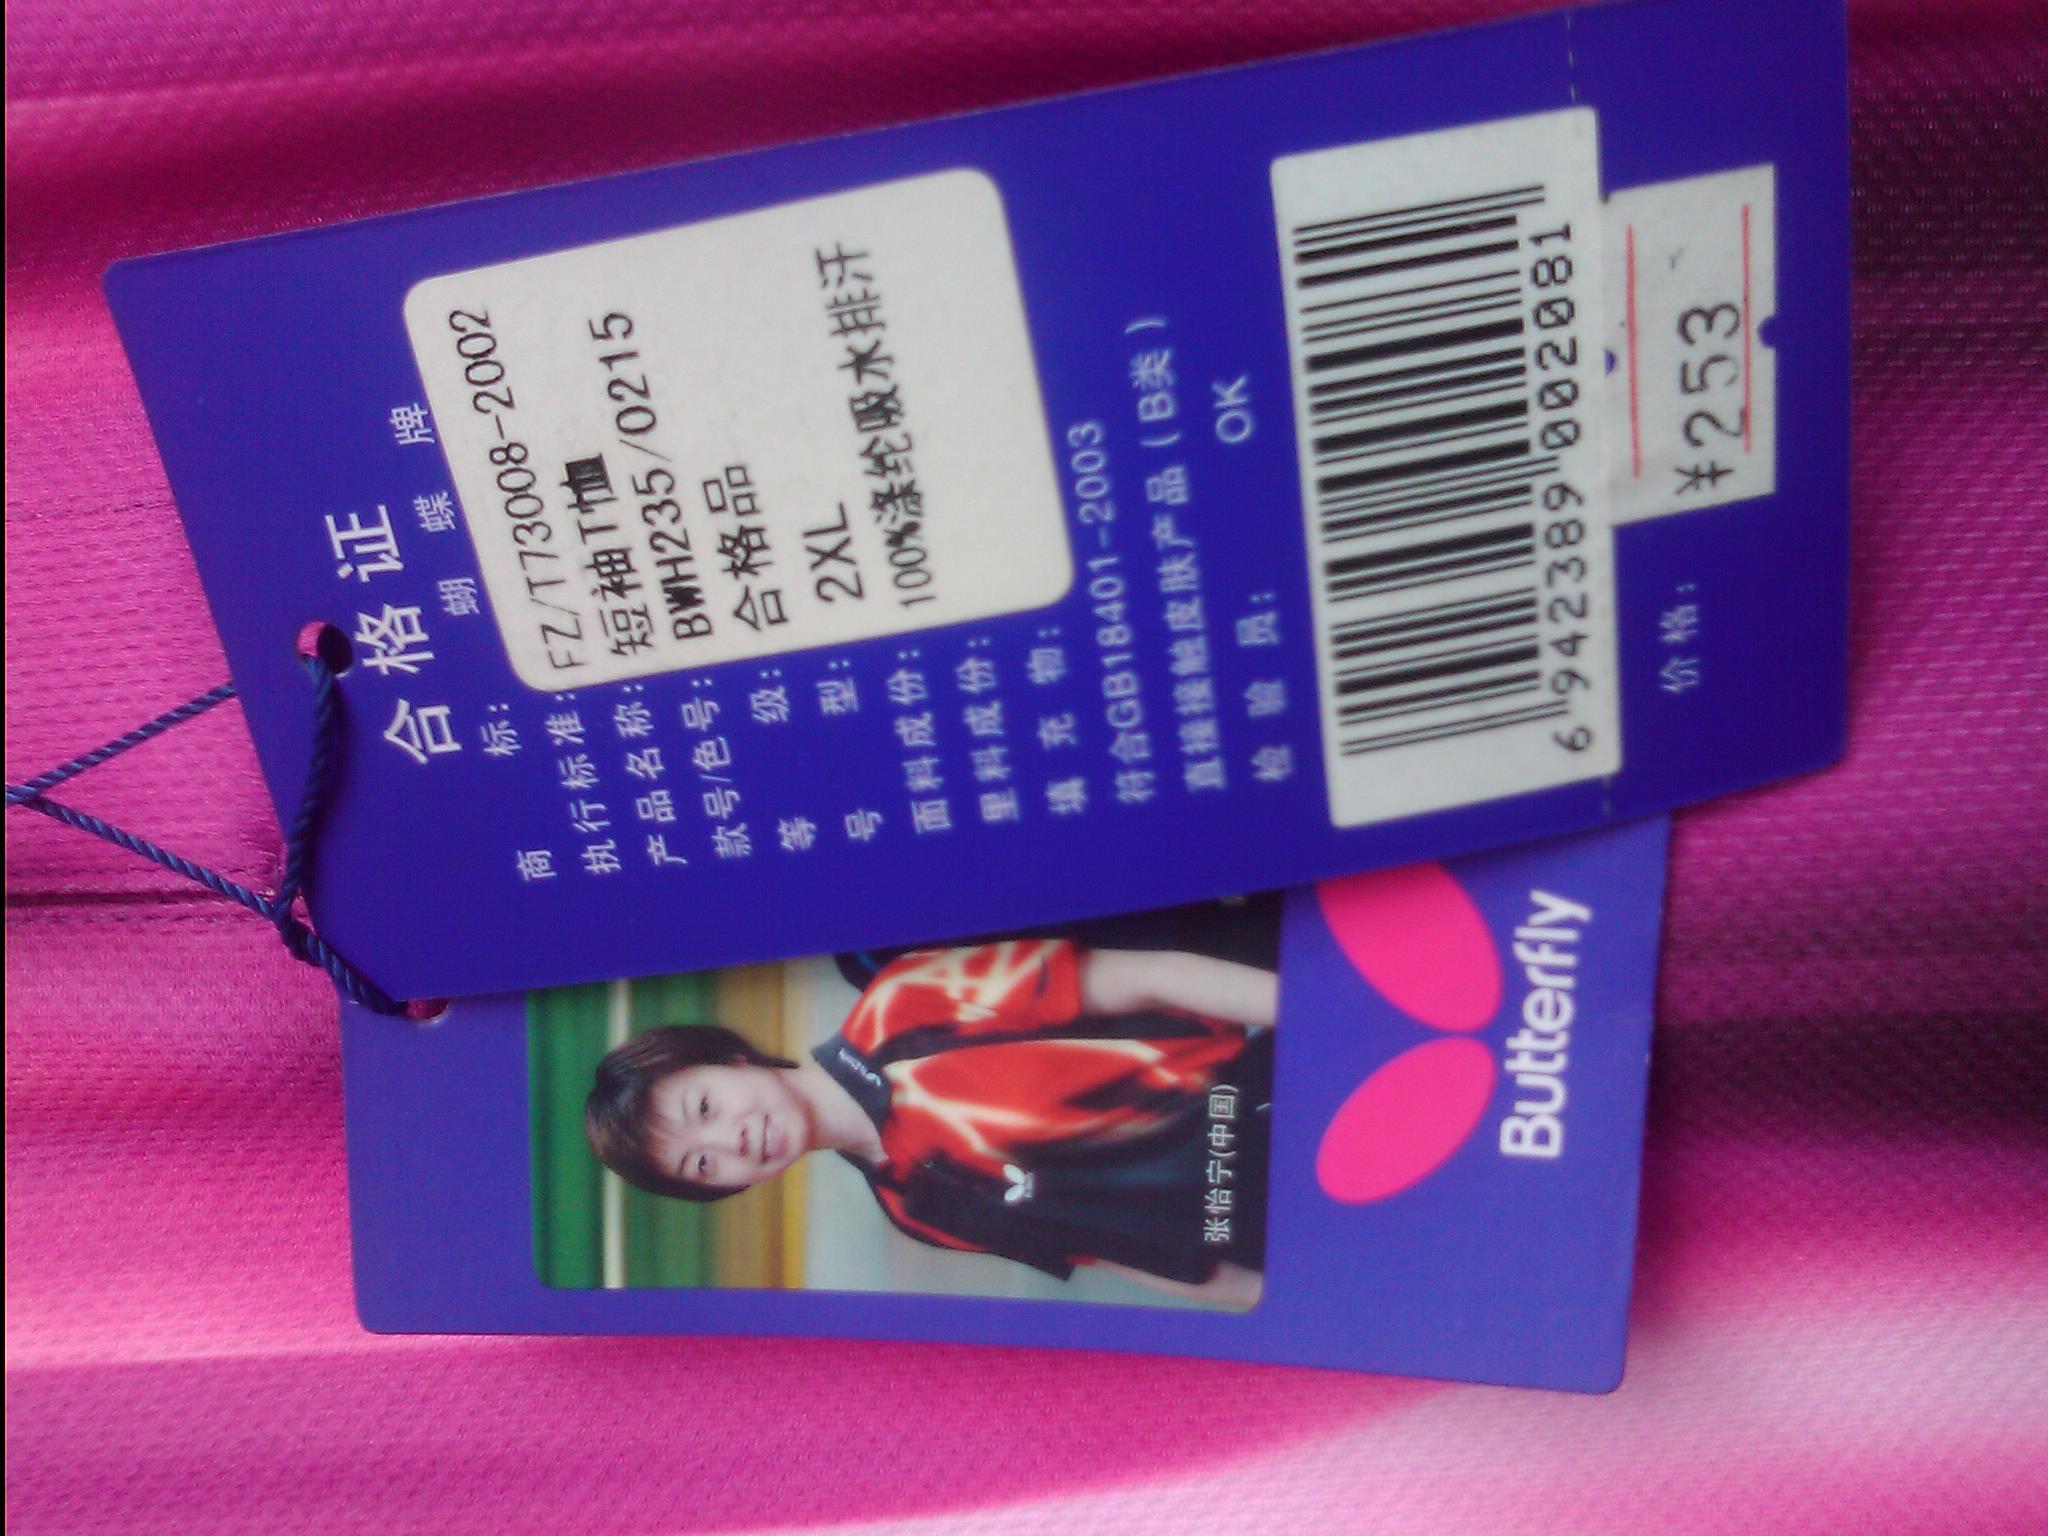 合格证
商 标: 蝴 蝶 牌
执行标准: FZ/T73008-2002
产品名称: 短袖T恤
款号/色号: BWH235/0215
等 级: 合格品
号 型: 2XL
面料成份: 100%涤纶吸水排汗
里料成份:
填 充 物:
符合GB18401-2003
直接接触皮肤产品(B类)
检 验 员: OK
6 942389 002081
价格: ¥253
张怡宁(中国)
Butterfly